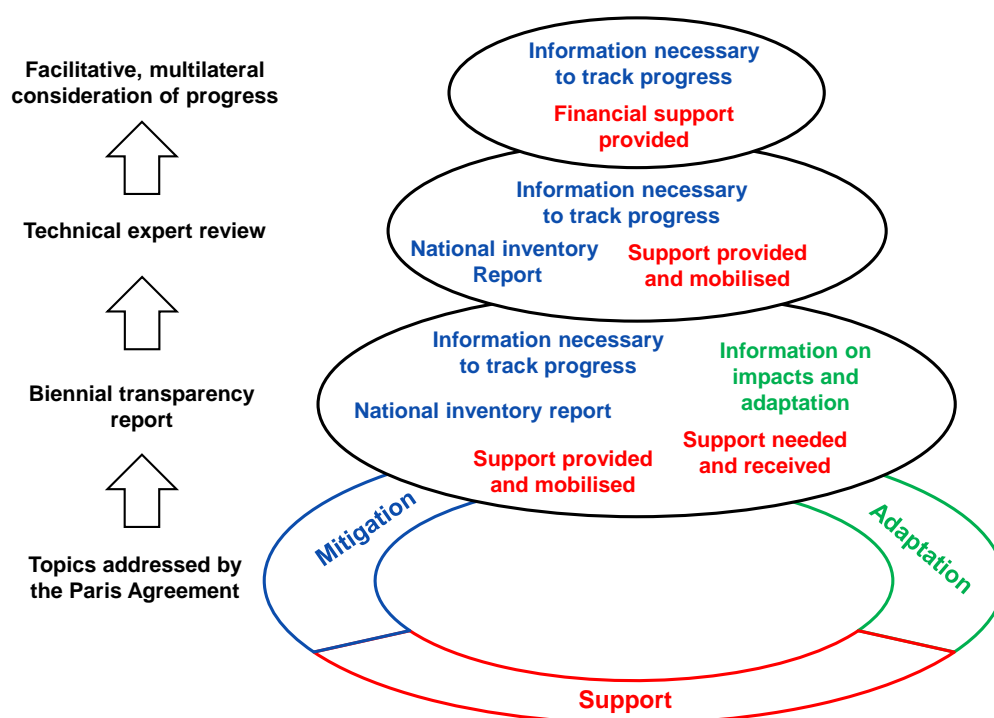 Facilitative, multilateral
consideration of progress
Information necessary
to track progress
Financial support
provided
Technical expert review
Information necessary
to track progress
National inventory
Report
Support provided
and mobilised
Biennial transparency
report
Information necessary
to track progress
Information on
impacts and
adaptation
National inventory report
Support provided
and mobilised
Support needed
and received
Topics addressed by
the Paris Agreement
Mitigation
Adaptation
Support